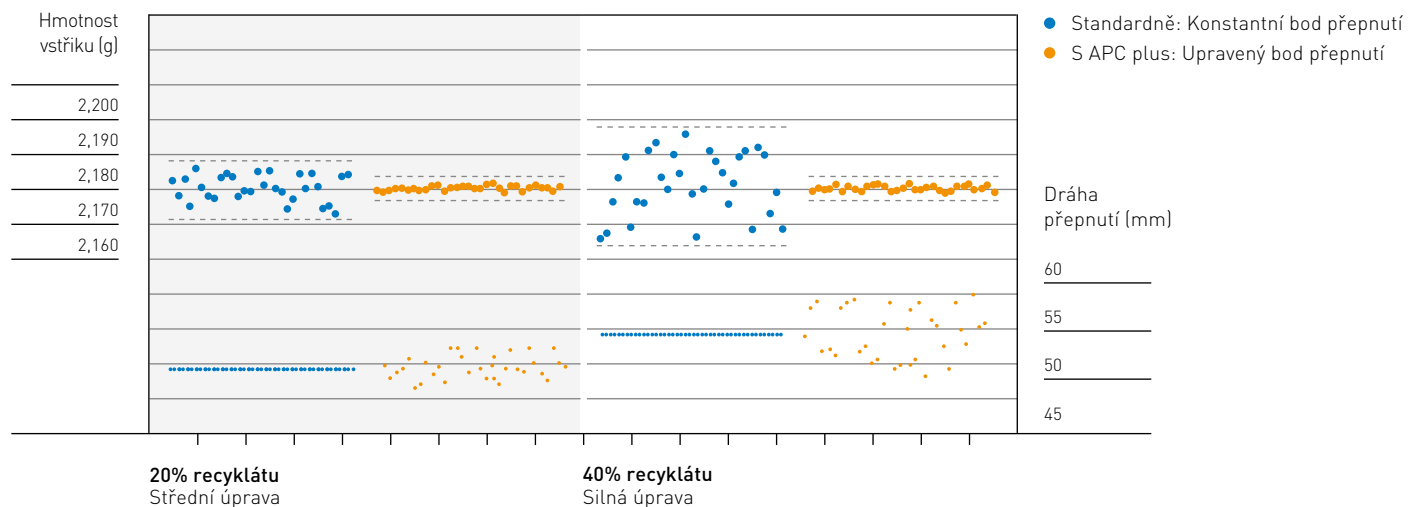 Hmotnost
vstřiku (g)
2,200
2,190
2,180
2,170
2,160
Standardně: Konstantní bod přepnutí
S APC plus: Upravený bod přepnutí
Dráha
přepnutí (mm)
60
55
50
45
20% recyklátu
Střední úprava
40% recyklátu
Silná úprava